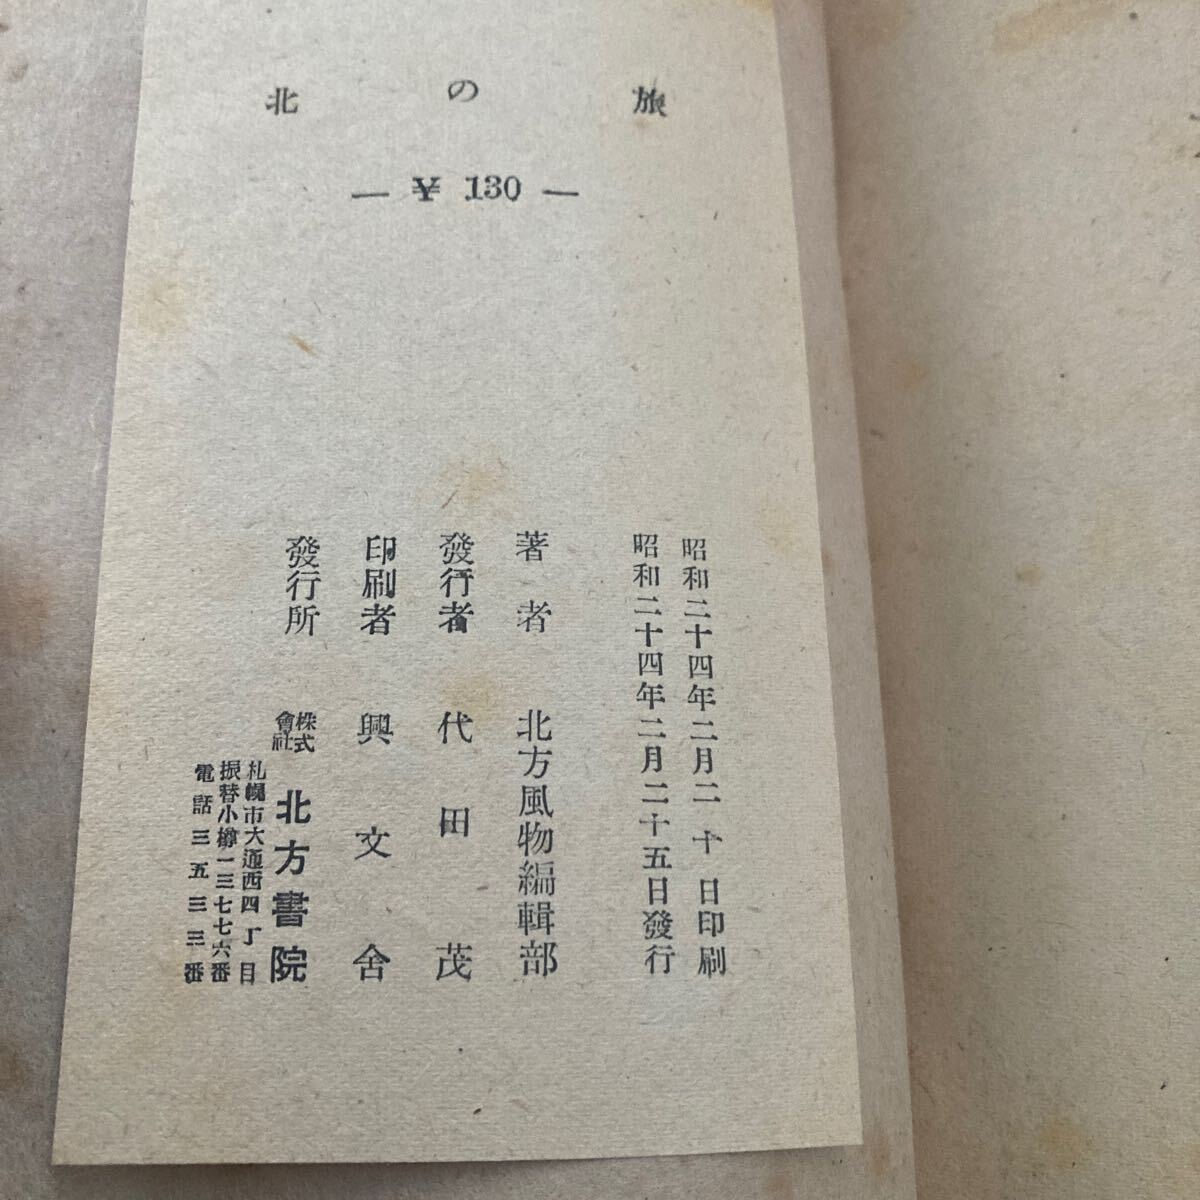 北の旅
— ¥ 130 —
昭和二十四年二月二十日印刷
昭和二十四年二月二十五日發行
著者 北方風物編輯部
發行者 代田茂
印刷者 興文舍
發行所 株式會社 北方書院
札幌市大通西四丁目
振替小樽一三七七六番
電話三五三三番